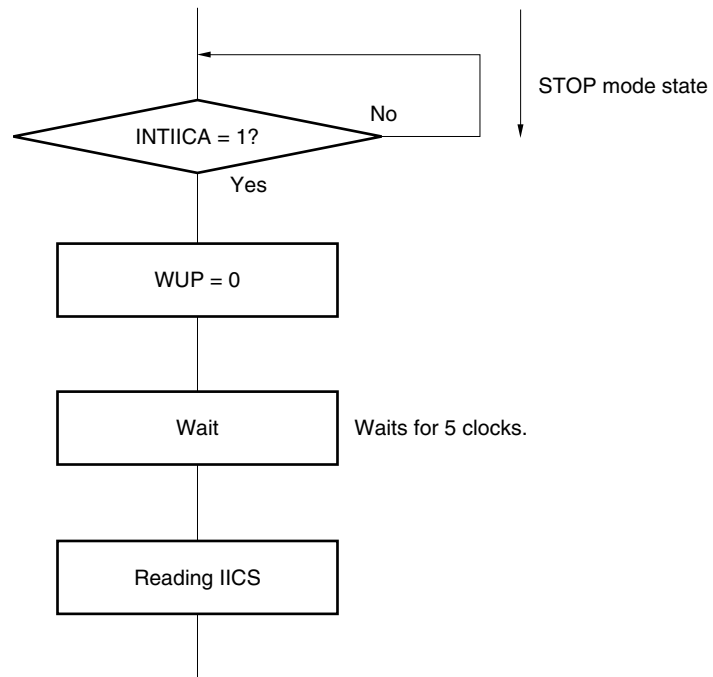 STOP mode state
No
INTIICA = 1?
Yes
WUP = 0
Wait
Waits for 5 clocks.
Reading IICS